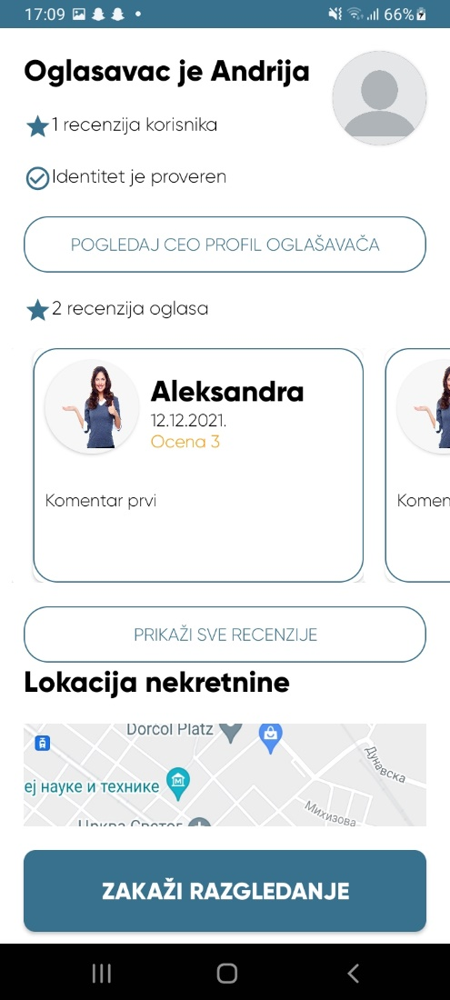 17:09
66%
Oglasavac je Andrija
1 recenzija korisnika
Identitet je proveren
POGLEDAJ CEO PROFIL OGLAŠAVAČA
2 recenzija oglasa
Aleksandra
12.12.2021.
Ocena 3
Komentar prvi
Komen
PRIKAŽI SVE RECENZIJE
Lokacija nekretnine
Dorćol Platz
Дунавска
еј науке и технике
Михизова
Црква Светог
ZAKAŽI RAZGLEDANJE